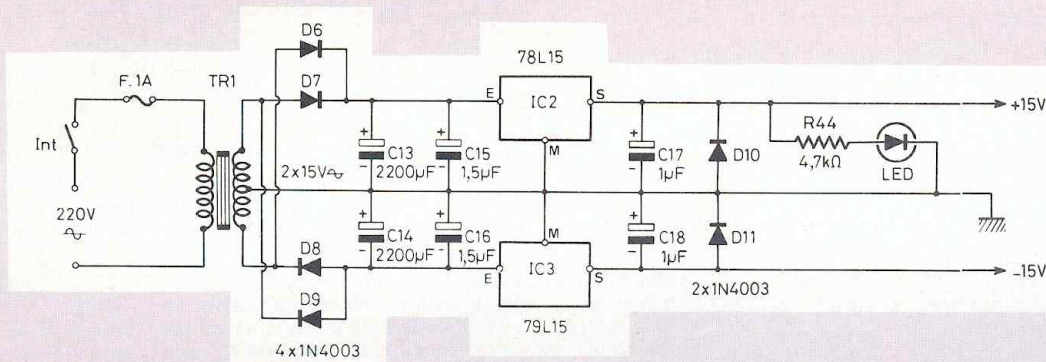 D6
78L15
F.1A
TR1
D7
E
IC2
S
+15V
Int
+
+
M
+
R44
C13
C15
C17
D10
4,7kΩ
LED
2x15V
-
2200µF
-
1,5µF
-
1µF
220V
+
+
M
+
C14
C16
C18
D11
D8
-
2200µF
-
1,5µF
-
1µF
E
IC3
S
-15V
D9
2x1N4003
79L15
4x1N4003